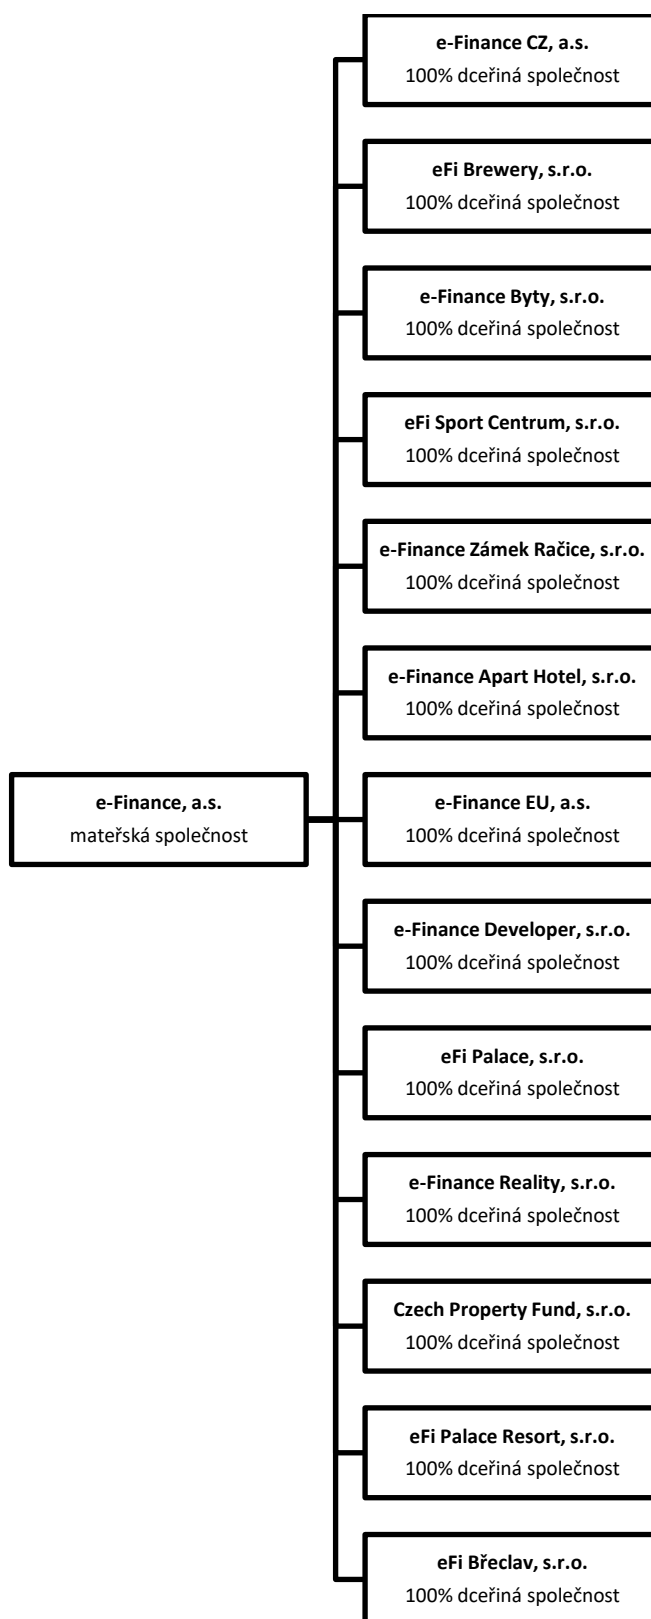 e-Finance CZ, a.s.
100% dceřiná společnost
eFi Brewery, s.r.o.
100% dceřiná společnost
e-Finance Byty, s.r.o.
100% dceřiná společnost
eFi Sport Centrum, s.r.o.
100% dceřiná společnost
e-Finance Zámek Račice, s.r.o.
100% dceřiná společnost
e-Finance Apart Hotel, s.r.o.
100% dceřiná společnost
e-Finance, a.s.
mateřská společnost
e-Finance EU, a.s.
100% dceřiná společnost
e-Finance Developer, s.r.o.
100% dceřiná společnost
eFi Palace, s.r.o.
100% dceřiná společnost
e-Finance Reality, s.r.o.
100% dceřiná společnost
Czech Property Fund, s.r.o.
100% dceřiná společnost
eFi Palace Resort, s.r.o.
100% dceřiná společnost
eFi Břeclav, s.r.o.
100% dceřiná společnost